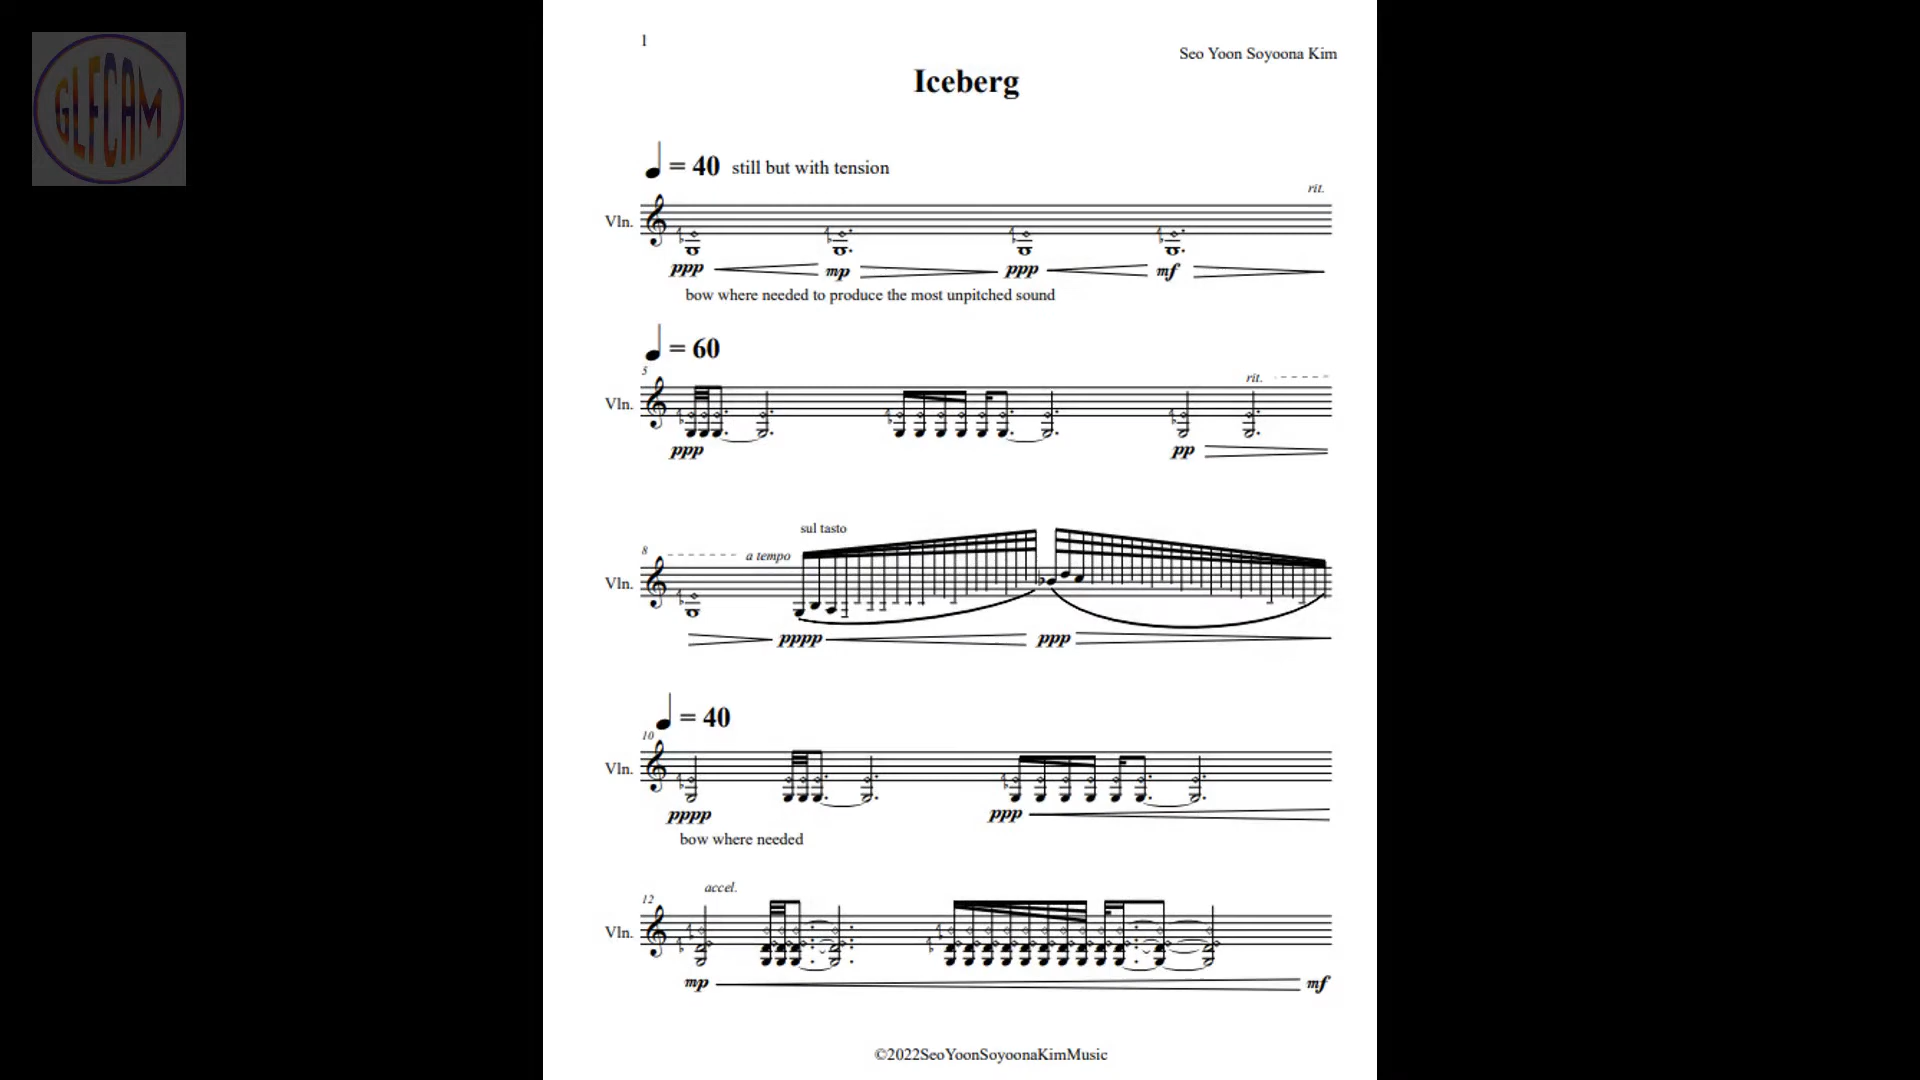 GLFCAM
1
Seo Yoon Soyoona Kim
Iceberg
= 40 still but with tension
rit.
Vln.
ppp mp ppp mf
bow where needed to produce the most unpitched sound
= 60
5
rit.
Vln.
ppp pp
sul tasto
8
a tempo
Vln.
pppp ppp
= 40
10
Vln.
pppp ppp
bow where needed
accel.
12
Vln.
mp mf
©2022SeoYoonSoyoonaKimMusic